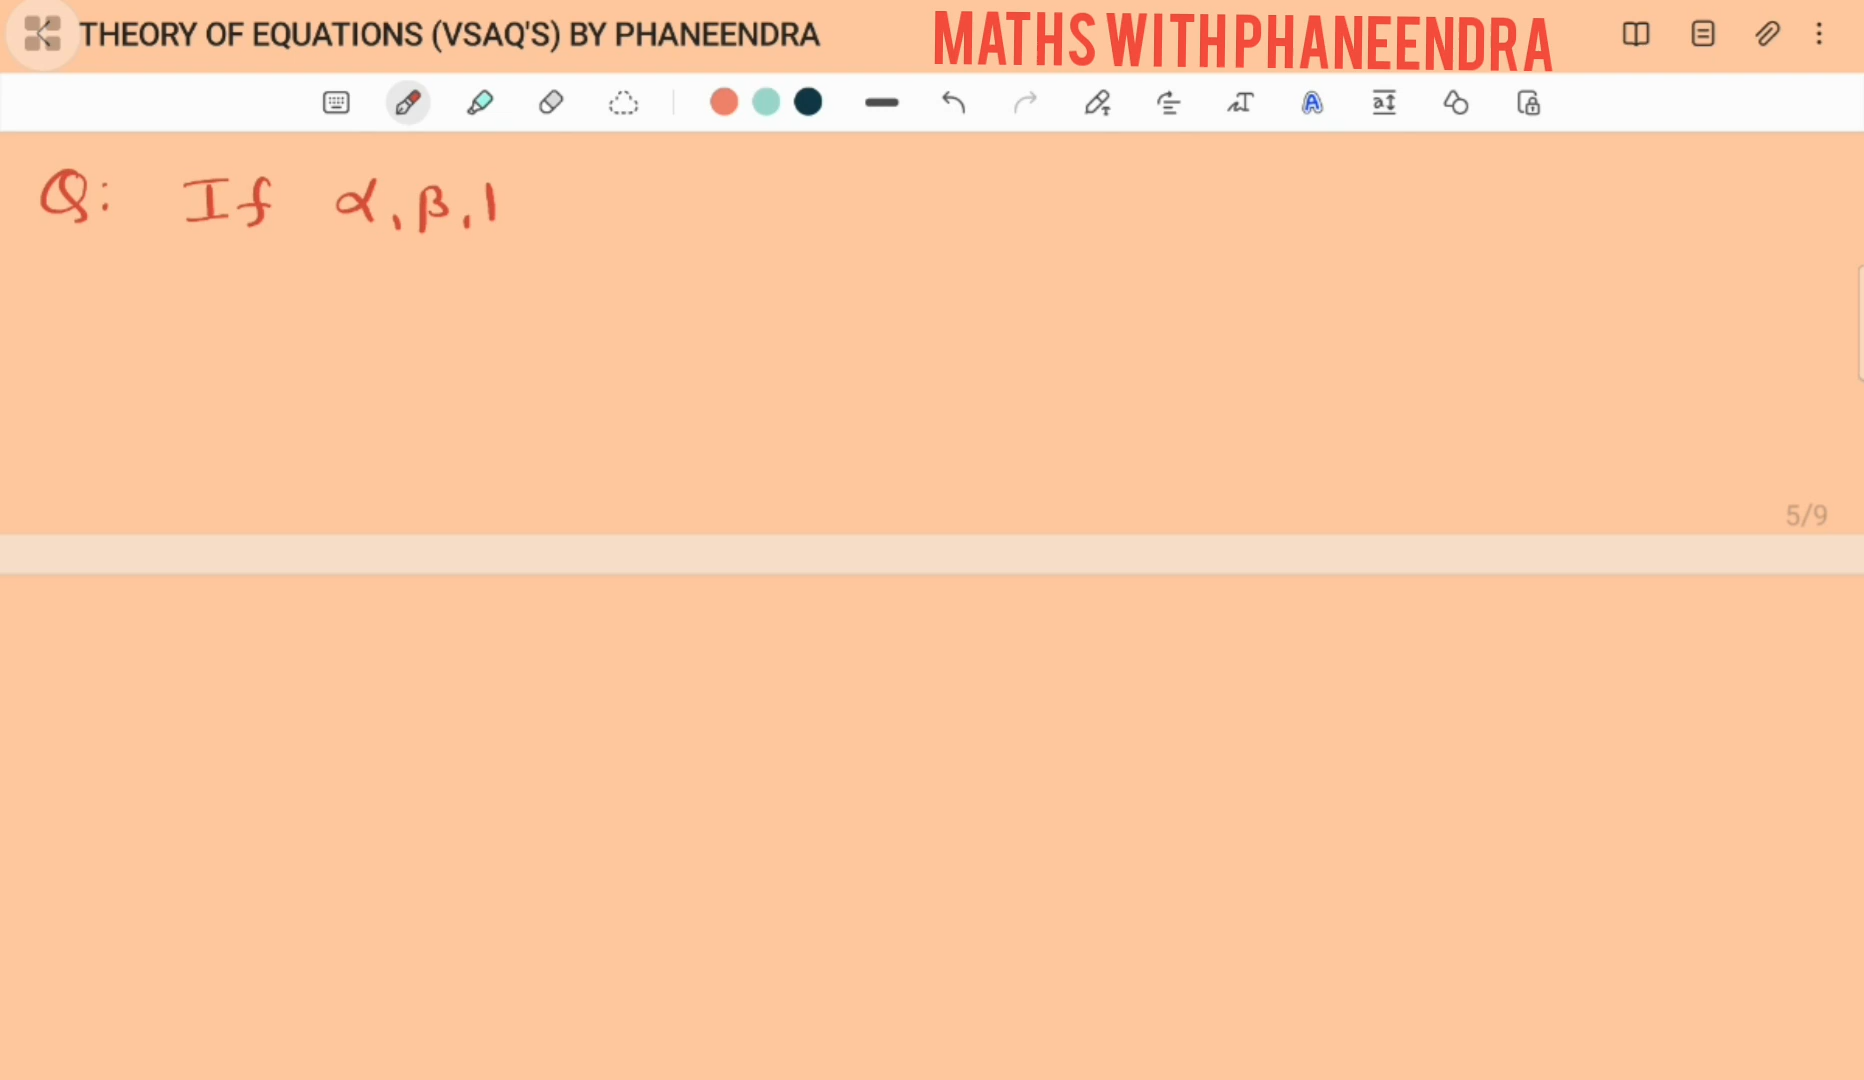 THEORY OF EQUATIONS (VSAQ'S) BY PHANEENDRA
MATHS WITH PHANEENDRA
Q: If α, β, 1
5/9